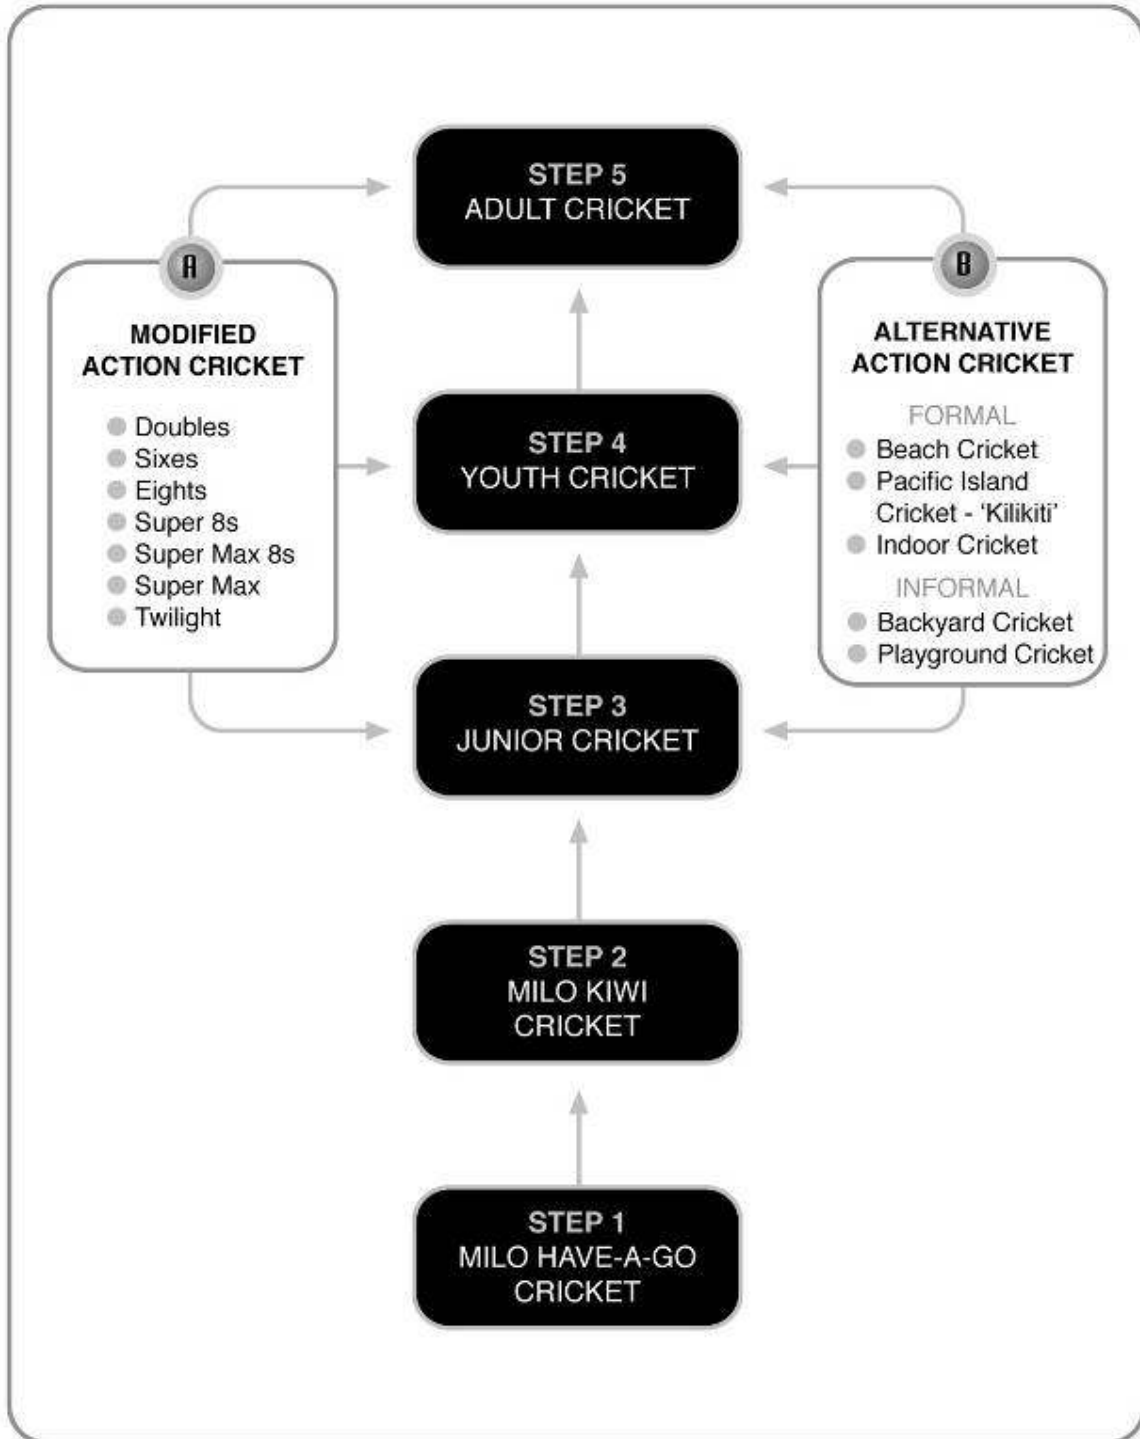 STEP 5
ADULT CRICKET
A
MODIFIED
ACTION CRICKET
Doubles
Sixes
Eights
Super 8s
Super Max 8s
Super Max
Twilight
B
ALTERNATIVE
ACTION CRICKET
FORMAL
Beach Cricket
Pacific Island
Cricket - ‘Kilikiti’
Indoor Cricket
INFORMAL
Backyard Cricket
Playground Cricket
STEP 4
YOUTH CRICKET
STEP 3
JUNIOR CRICKET
STEP 2
MILO KIWI
CRICKET
STEP 1
MILO HAVE-A-GO
CRICKET